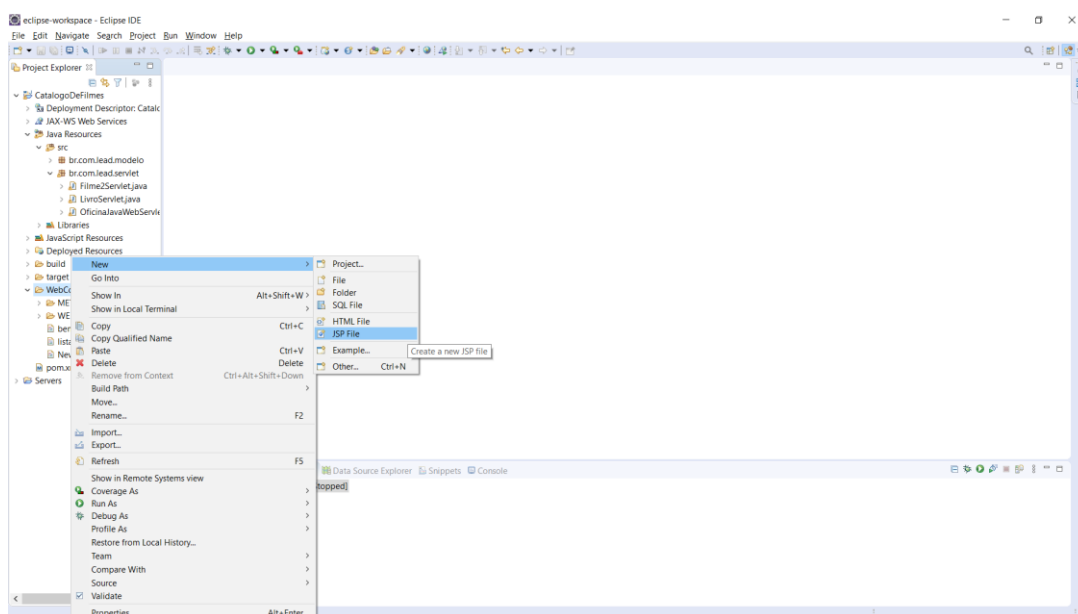 eclipse-workspace - Eclipse IDE
File Edit Navigate Search Project Run Window Help
Project Explorer
CatalogoDeFilmes
Deployment Descriptor: Catalc
JAX-WS Web Services
Java Resources
src
br.com.lead.modelo
br.com.lead.servlet
Filme2Servlet.java
LivroServlet.java
OficinaJavaWebServle
Libraries
JavaScript Resources
Deployed Resources
build
target
WebCo
ME
WE
ber
lista
Nev
pom.x
Servers
New
Go Into
Show In Alt+Shift+W
Show in Local Terminal
Copy Ctrl+C
Copy Qualified Name
Paste Ctrl+V
Delete Delete
Remove from Context Ctrl+Alt+Shift+Down
Build Path
Move...
Rename... F2
Import...
Export...
Refresh F5
Show in Remote Systems view
Coverage As
Run As
Debug As
Profile As
Restore from Local History...
Team
Compare With
Source
Validate
Properties Alt+Enter
Project...
File
Folder
SQL File
HTML File
JSP File
Example...
Other... Ctrl+N
Create a new JSP file
Data Source Explorer Snippets Console
topped]